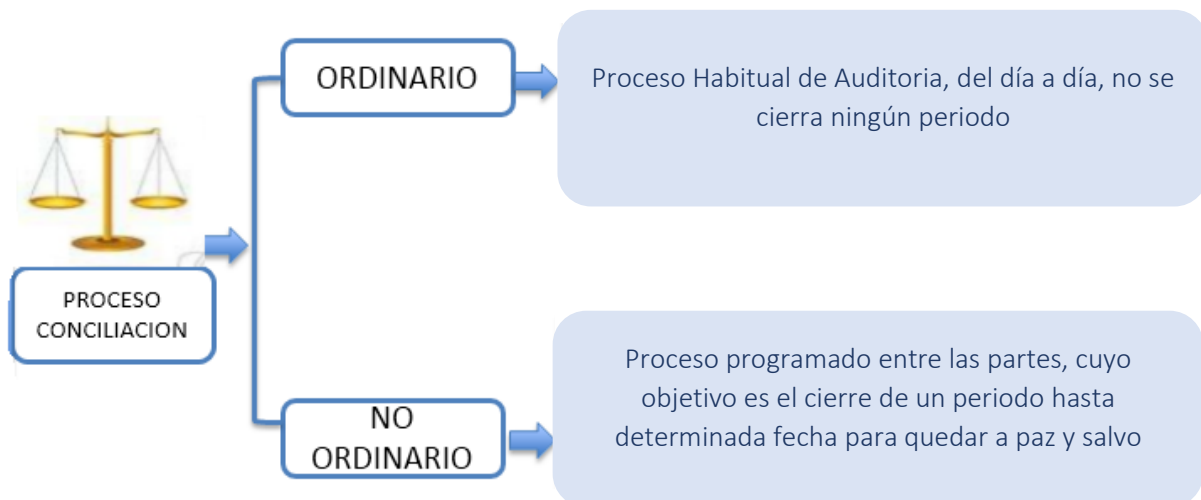 PROCESO
CONCILIACION
ORDINARIO
Proceso Habitual de Auditoria, del día a día, no se
cierra ningún periodo
NO
ORDINARIO
Proceso programado entre las partes, cuyo
objetivo es el cierre de un periodo hasta
determinada fecha para quedar a paz y salvo